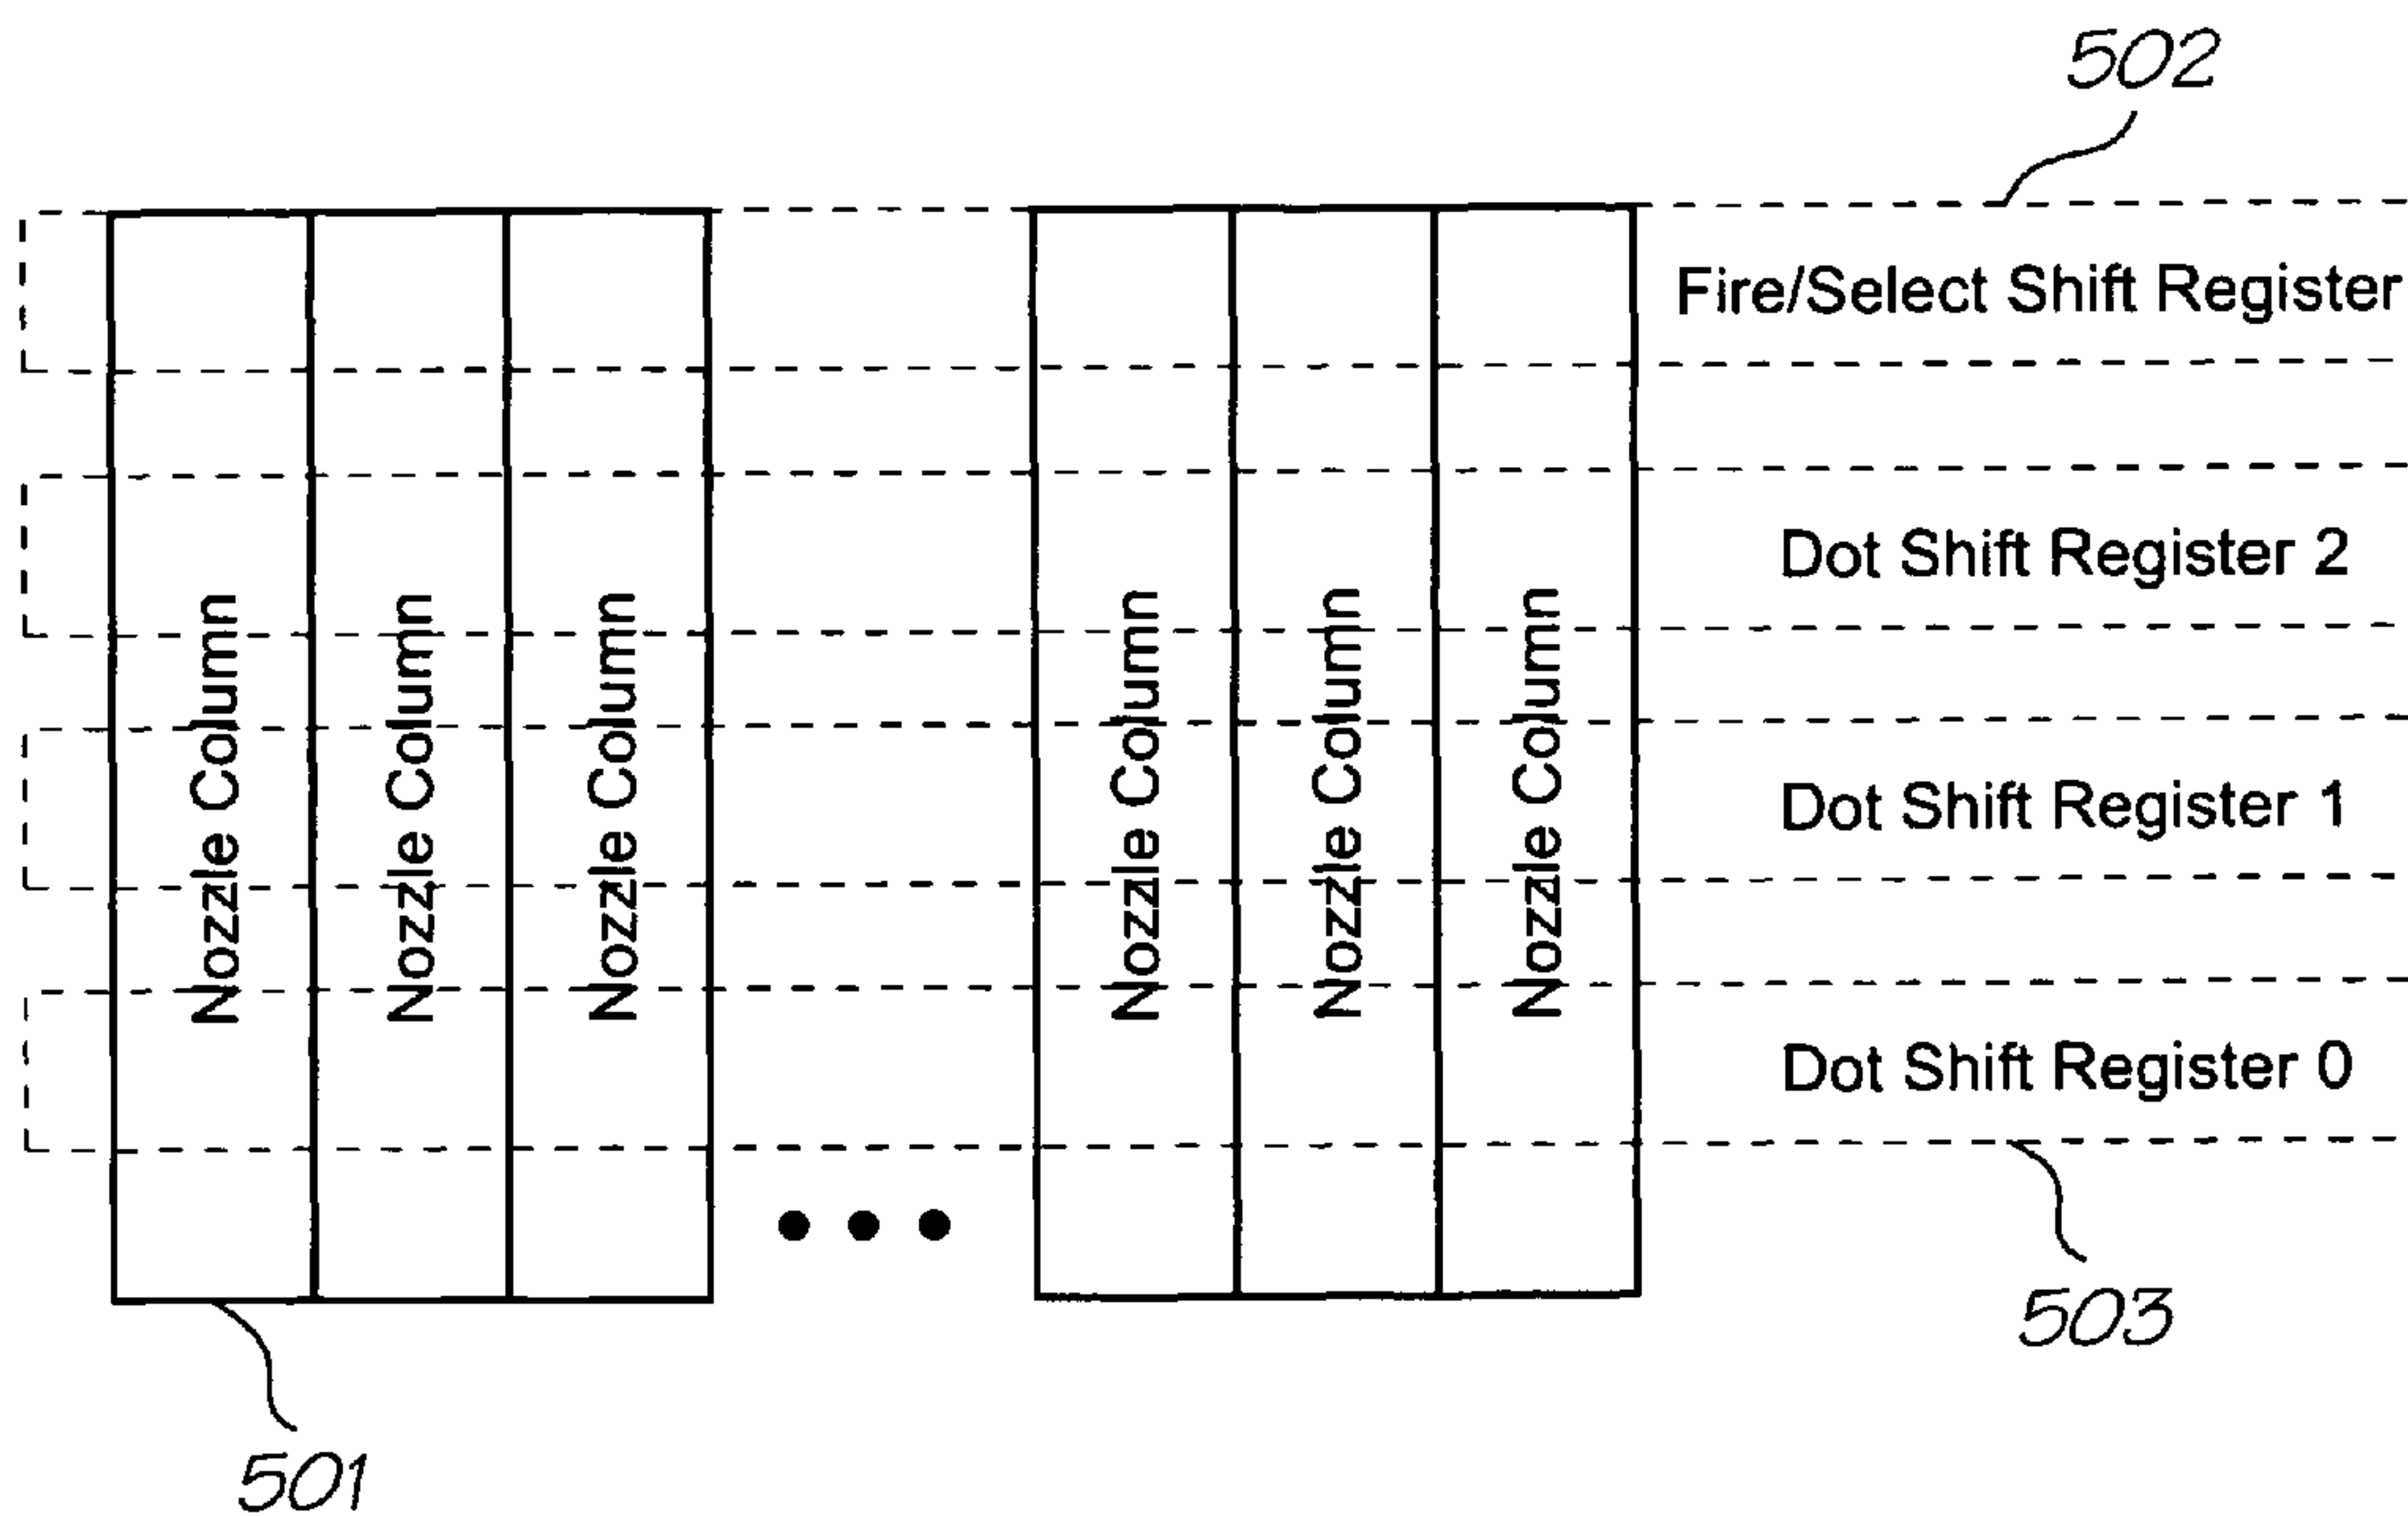 502
Fire/Select Shift Register
Dot Shift Register 2
Nozzle Column
Nozzle Column
Nozzle Column
Nozzle Column
Nozzle Column
Nozzle Column
Dot Shift Register 1
Dot Shift Register 0
503
501